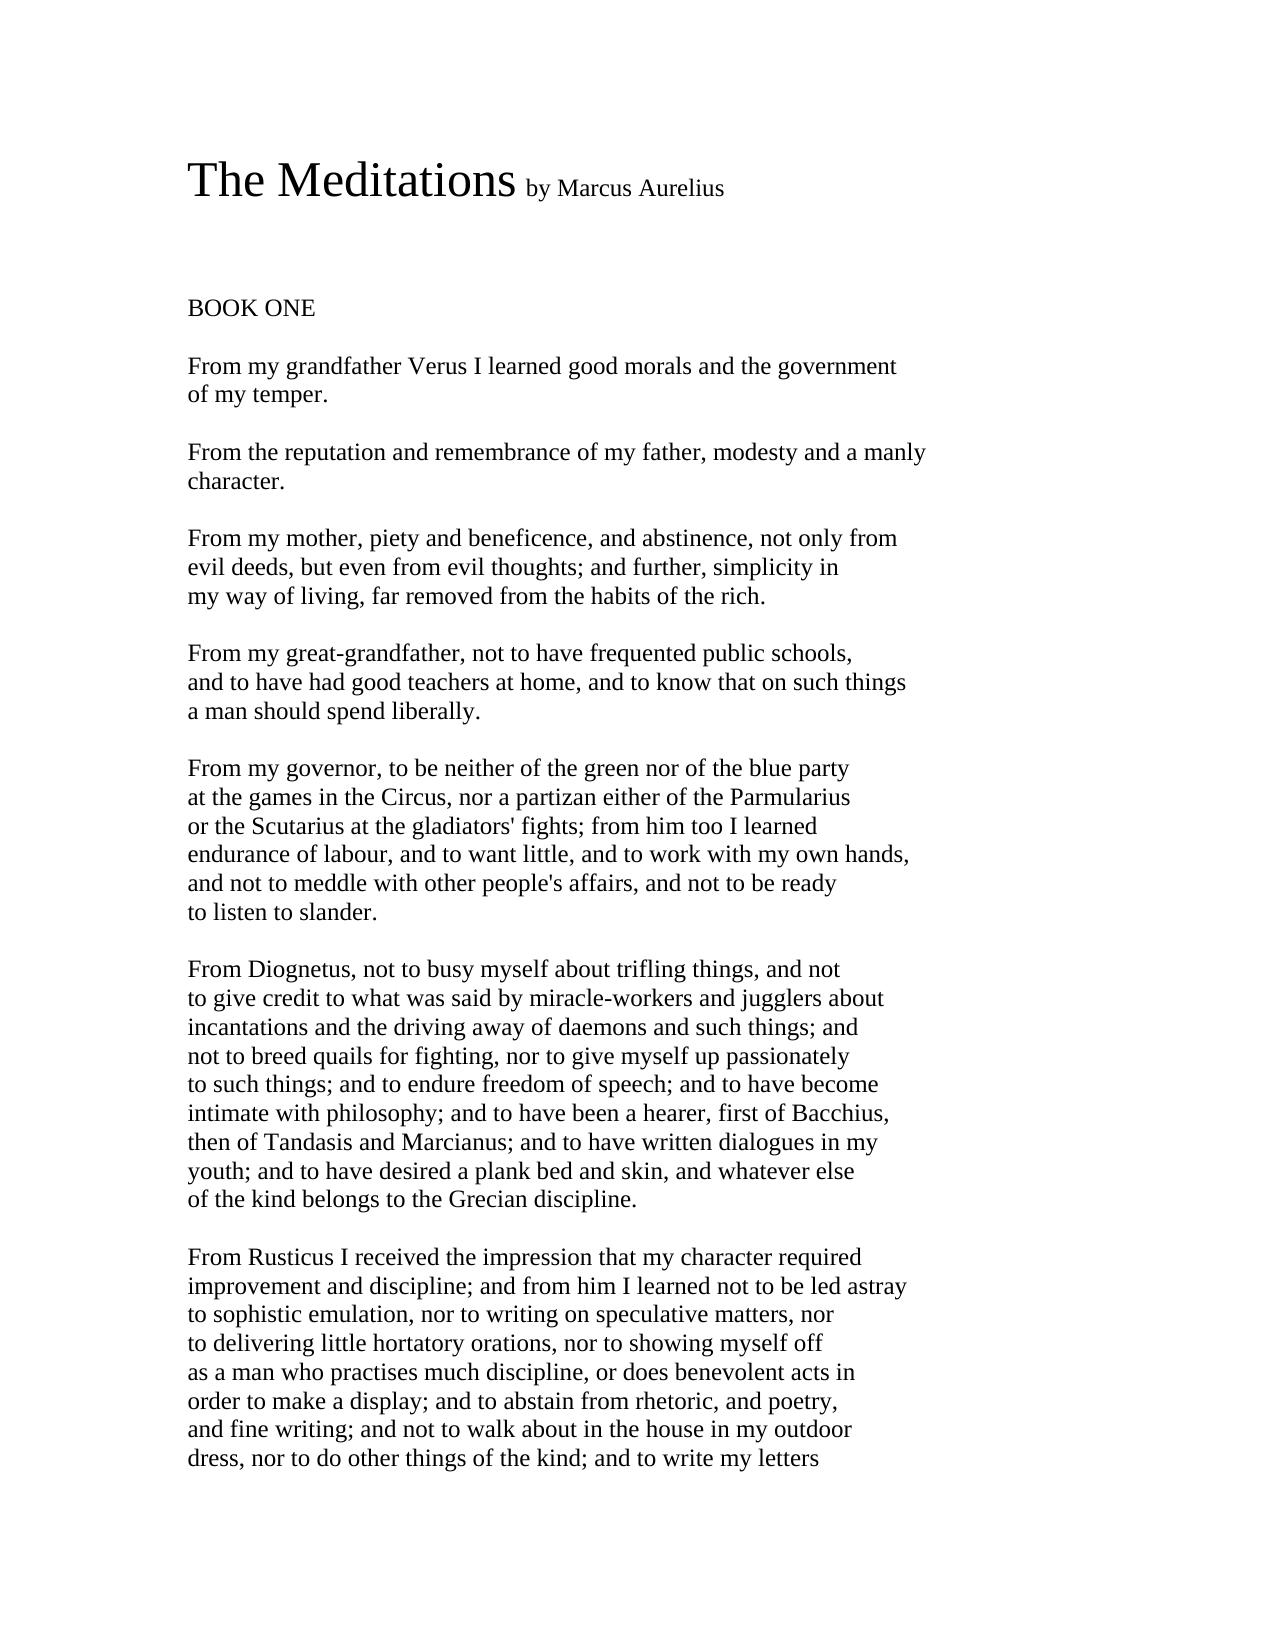 The Meditations by Marcus Aurelius
BOOK ONE
From my grandfather Verus I learned good morals and the government
of my temper.
From the reputation and remembrance of my father, modesty and a manly
character.
From my mother, piety and beneficence, and abstinence, not only from
evil deeds, but even from evil thoughts; and further, simplicity in
my way of living, far removed from the habits of the rich.
From my great-grandfather, not to have frequented public schools,
and to have had good teachers at home, and to know that on such things
a man should spend liberally.
From my governor, to be neither of the green nor of the blue party
at the games in the Circus, nor a partizan either of the Parmularius
or the Scutarius at the gladiators' fights; from him too I learned
endurance of labour, and to want little, and to work with my own hands,
and not to meddle with other people's affairs, and not to be ready
to listen to slander.
From Diognetus, not to busy myself about trifling things, and not
to give credit to what was said by miracle-workers and jugglers about
incantations and the driving away of daemons and such things; and
not to breed quails for fighting, nor to give myself up passionately
to such things; and to endure freedom of speech; and to have become
intimate with philosophy; and to have been a hearer, first of Bacchius,
then of Tandasis and Marcianus; and to have written dialogues in my
youth; and to have desired a plank bed and skin, and whatever else
of the kind belongs to the Grecian discipline.
From Rusticus I received the impression that my character required
improvement and discipline; and from him I learned not to be led astray
to sophistic emulation, nor to writing on speculative matters, nor
to delivering little hortatory orations, nor to showing myself off
as a man who practises much discipline, or does benevolent acts in
order to make a display; and to abstain from rhetoric, and poetry,
and fine writing; and not to walk about in the house in my outdoor
dress, nor to do other things of the kind; and to write my letters